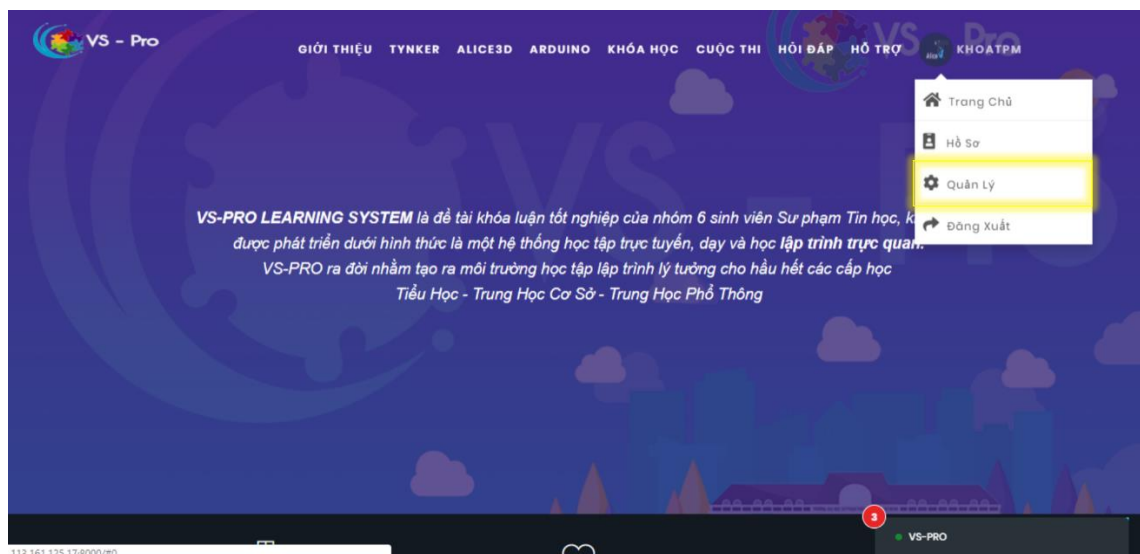 VS - Pro
GIỚI THIỆU TYNKER ALICE3D ARDUINO KHÓA HỌC CUỘC THI HỎI ĐÁP HỖ TRỢ KHOATPM
Trang Chủ
Hồ Sơ
Quản Lý
Đăng Xuất
VS-PRO LEARNING SYSTEM là đề tài khóa luận tốt nghiệp của nhóm 6 sinh viên Sư phạm Tin học,
được phát triển dưới hình thức là một hệ thống học tập trực tuyến, dạy và học lập trình trực quan.
VS-PRO ra đời nhằm tạo ra môi trường học tập lập trình lý tưởng cho hầu hết các cấp học
Tiểu Học - Trung Học Cơ Sở - Trung Học Phổ Thông
3
VS-PRO